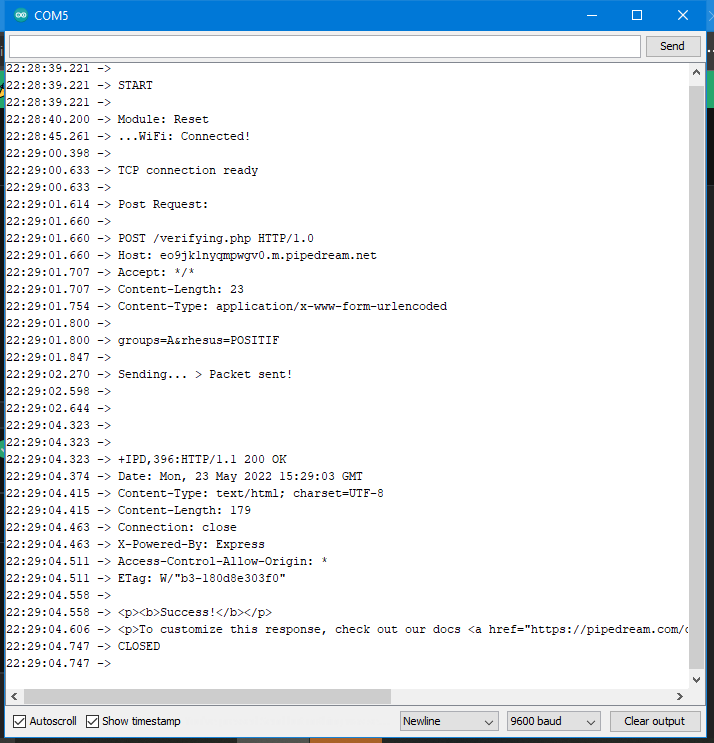 COM5
Send
22:28:39.221 ->
22:28:39.221 -> START
22:28:39.221 ->
22:28:40.200 -> Module: Reset
22:28:45.261 -> ...WiFi: Connected!
22:29:00.398 ->
22:29:00.633 -> TCP connection ready
22:29:00.633 ->
22:29:01.614 -> Post Request:
22:29:01.660 ->
22:29:01.660 -> POST /verifying.php HTTP/1.0
22:29:01.660 -> Host: eo9jklnyqmpwgv0.m.pipedream.net
22:29:01.707 -> Accept: */*
22:29:01.707 -> Content-Length: 23
22:29:01.754 -> Content-Type: application/x-www-form-urlencoded
22:29:01.800 ->
22:29:01.800 -> groups=A&rhesus=POSITIF
22:29:01.847 ->
22:29:02.270 -> Sending... > Packet sent!
22:29:02.598 ->
22:29:02.644 ->
22:29:04.323 ->
22:29:04.323 ->
22:29:04.323 -> +IPD,396:HTTP/1.1 200 OK
22:29:04.374 -> Date: Mon, 23 May 2022 15:29:03 GMT
22:29:04.415 -> Content-Type: text/html; charset=UTF-8
22:29:04.415 -> Content-Length: 179
22:29:04.463 -> Connection: close
22:29:04.463 -> X-Powered-By: Express
22:29:04.511 -> Access-Control-Allow-Origin: *
22:29:04.511 -> ETag: W/"b3-180d8e303f0"
22:29:04.558 ->
22:29:04.558 -> <p><b>Success!</b></p>
22:29:04.606 -> <p>To customize this response, check out our docs <a href="https://pipedream.com/
22:29:04.747 -> CLOSED
22:29:04.747 ->
Autoscroll Show timestamp Newline 9600 baud Clear output